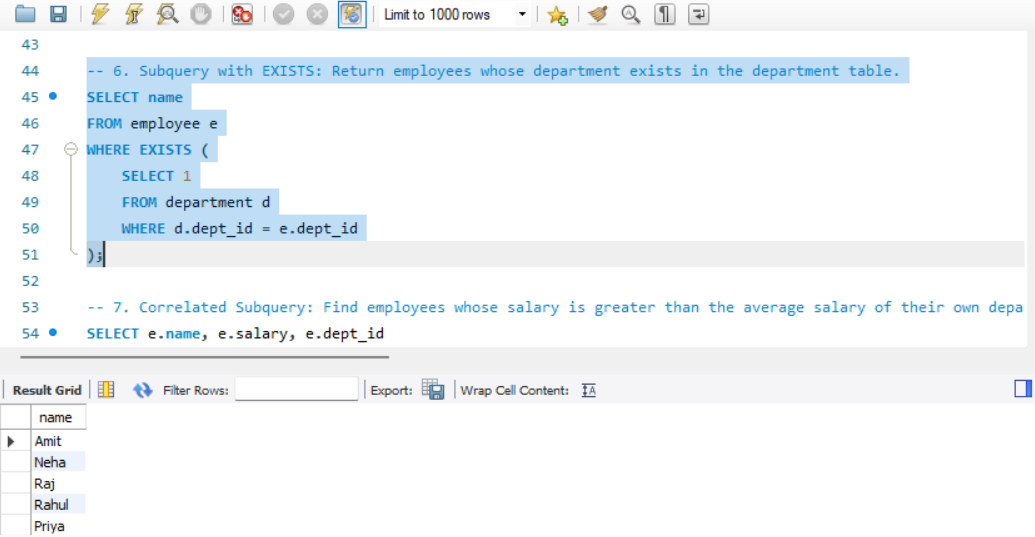 Limit to 1000 rows
43
44 -- 6. Subquery with EXISTS: Return employees whose department exists in the department table.
45 SELECT name
46 FROM employee e
47 WHERE EXISTS (
48 SELECT 1
49 FROM department d
50 WHERE d.dept_id = e.dept_id
51 );
52
53 -- 7. Correlated Subquery: Find employees whose salary is greater than the average salary of their own depa
54 SELECT e.name, e.salary, e.dept_id
Result Grid Filter Rows: Export: Wrap Cell Content: IA
name
Amit
Neha
Raj
Rahul
Priya